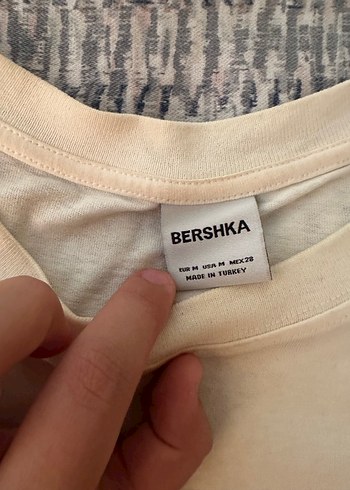 BERSHKA
EUR M USA M MEX 28
MADE IN TURKEY